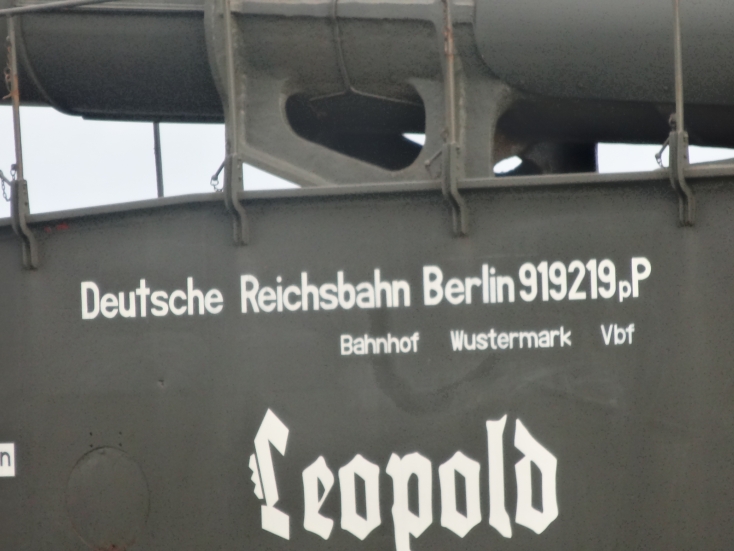 Deutsche Reichsbahn Berlin 919219pP
Bahnhof Wustermark Vbf
Leopold